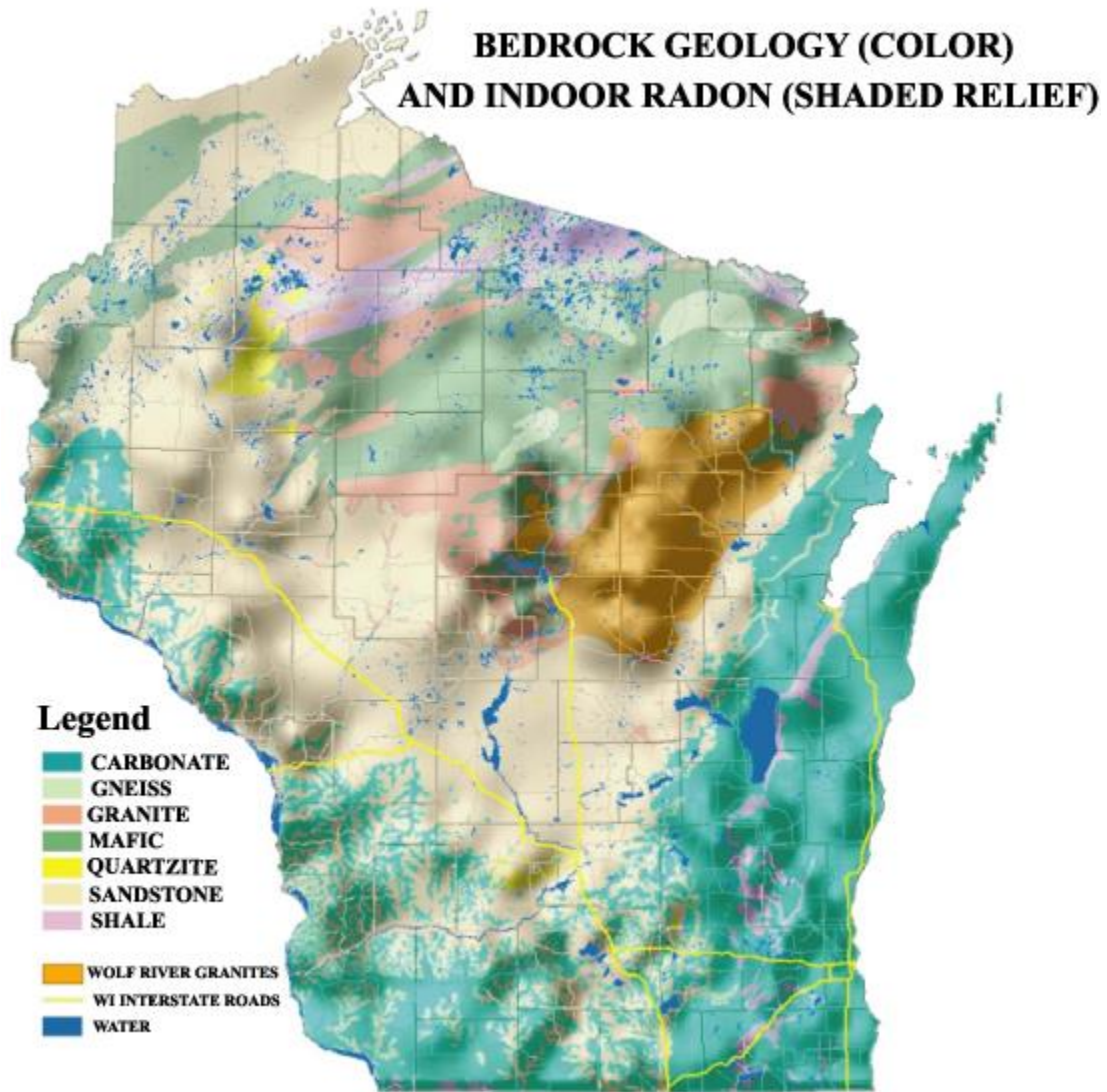 BEDROCK GEOLOGY (COLOR)
AND INDOOR RADON (SHADED RELIEF)
Legend
CARBONATE
GNEISS
GRANITE
MAFIC
QUARTZITE
SANDSTONE
SHALE
WOLF RIVER GRANITES
WI INTERSTATE ROADS
WATER